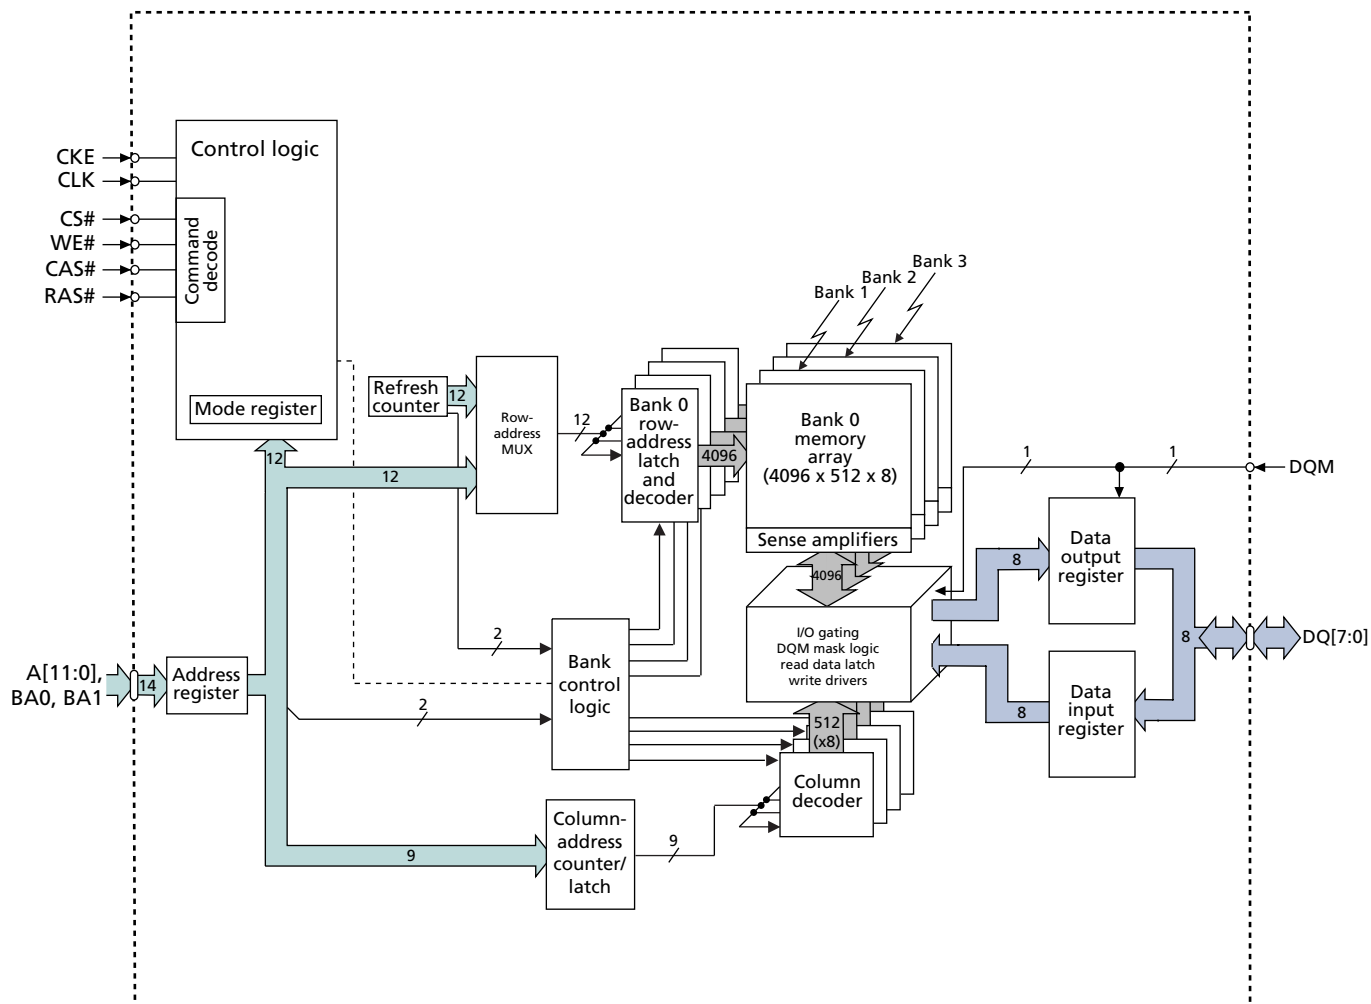 Control logic
CKE
CLK
CS#
WE#
CAS#
RAS#
Command
decode
Mode register
12
12
Refresh
counter
12
Row-
address
MUX
12
Bank 0
row-
address
latch
and
decoder
4096
Bank 1
Bank 2
Bank 3
Bank 0
memory
array
(4096 x 512 x 8)
Sense amplifiers
4096
I/O gating
DQM mask logic
read data latch
write drivers
1
1
DQM
8
Data
output
register
8
DQ[7:0]
8
Data
input
register
A[11:0],
BA0, BA1
14
Address
register
2
2
Bank
control
logic
512
(x8)
Column
decoder
9
Column-
address
counter/
latch
9